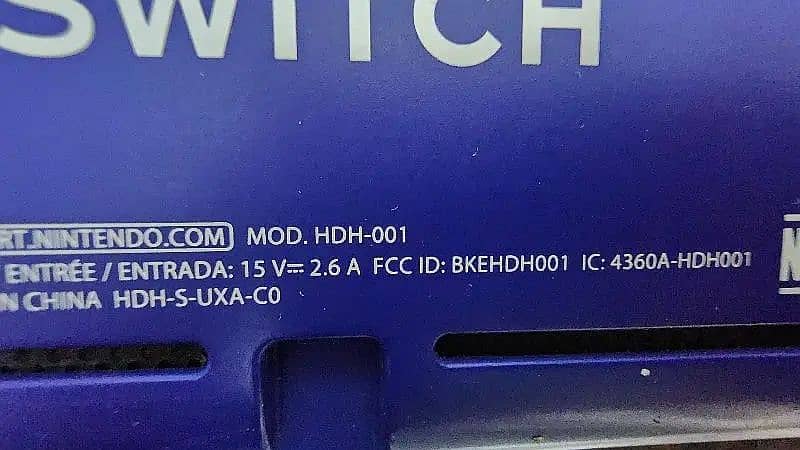 SWITCH
RT.NINTENDO.COM MOD. HDH-001
ENTRÉE / ENTRADA: 15 V⎓ 2.6 A FCC ID: BKEHDH001 IC: 4360A-HDH001
N CHINA HDH-S-UXA-C0
N